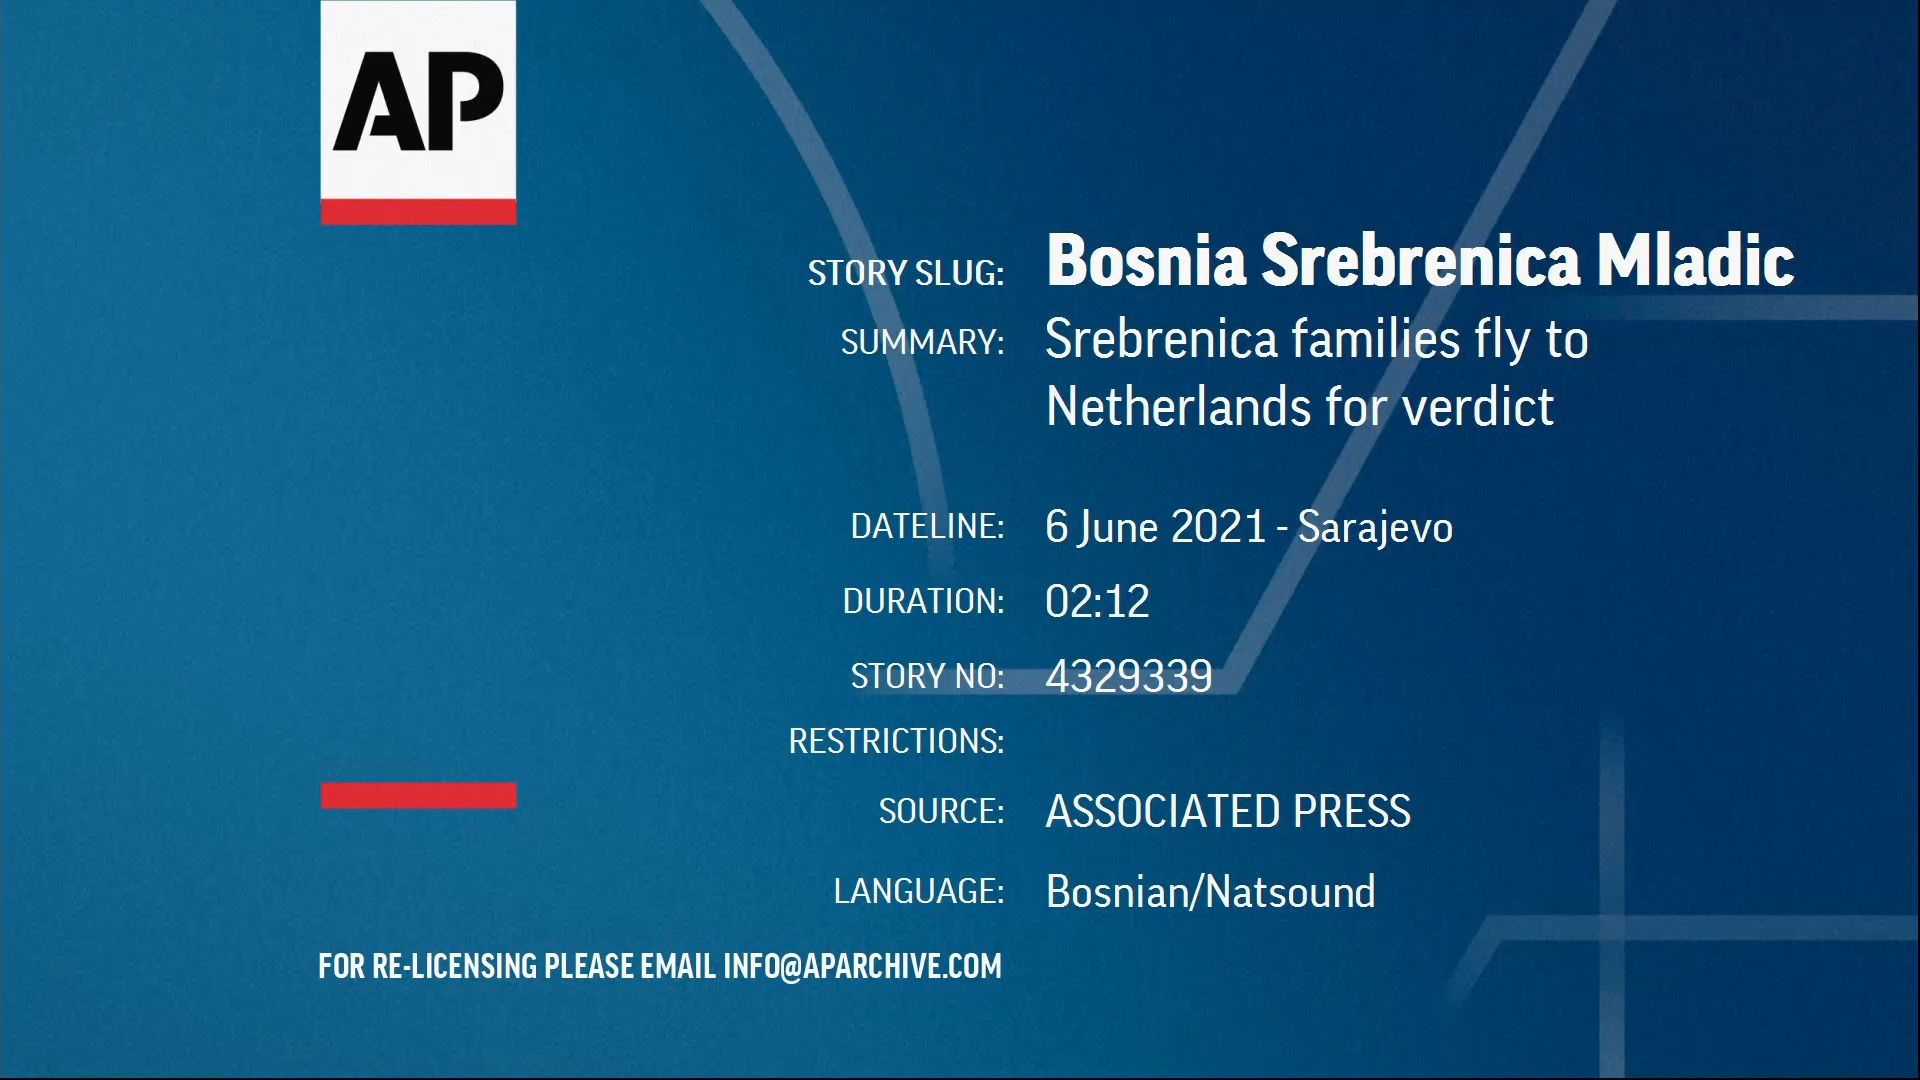 AP
STORY SLUG: Bosnia Srebrenica Mladic
SUMMARY: Srebrenica families fly to
Netherlands for verdict
DATELINE: 6 June 2021 - Sarajevo
DURATION: 02:12
STORY NO: 4329339
RESTRICTIONS:
SOURCE: ASSOCIATED PRESS
LANGUAGE: Bosnian/Natsound
FOR RE-LICENSING PLEASE EMAIL INFO@APARCHIVE.COM